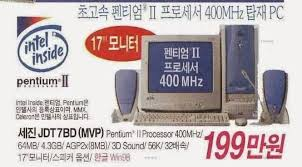 초고속 펜티엄® II 프로세서 400MHz 탑재 PC
intel
inside
pentium® II
17" 모니터
펜티엄® II
프로세서
400 MHz
Intel Inside 펜티엄, Pentium은
인텔사의 등록상표이며, MMX,
Celeron은 인텔사의 상표입니다.
세진 JDT7BD (MVP) Pentium® II Processor 400MHz/
64MB/ 4.3GB/ AGP2x(8MB)/ 3D Sound/ 56K/ 32배속/
17"모니터/스피커 옵션/ 한글 Win98
199만원